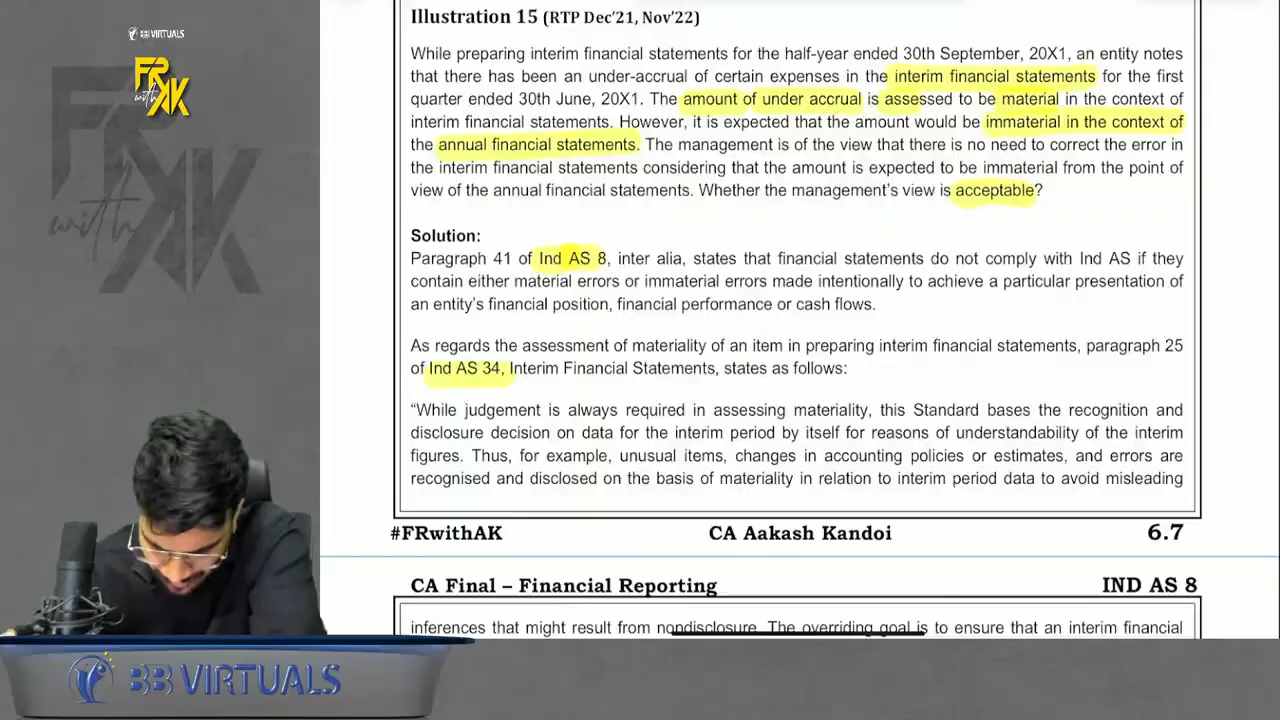 BB VIRTUALS
FR
with
AK
FR
with
AK
Illustration 15 (RTP Dec'21, Nov'22)
While preparing interim financial statements for the half-year ended 30th September, 20X1, an entity notes
that there has been an under-accrual of certain expenses in the interim financial statements for the first
quarter ended 30th June, 20X1. The amount of under accrual is assessed to be material in the context of
interim financial statements. However, it is expected that the amount would be immaterial in the context of
the annual financial statements. The management is of the view that there is no need to correct the error in
the interim financial statements considering that the amount is expected to be immaterial from the point of
view of the annual financial statements. Whether the management's view is acceptable?
Solution:
Paragraph 41 of Ind AS 8, inter alia, states that financial statements do not comply with Ind AS if they
contain either material errors or immaterial errors made intentionally to achieve a particular presentation of
an entity's financial position, financial performance or cash flows.
As regards the assessment of materiality of an item in preparing interim financial statements, paragraph 25
of Ind AS 34, Interim Financial Statements, states as follows:
“While judgement is always required in assessing materiality, this Standard bases the recognition and
disclosure decision on data for the interim period by itself for reasons of understandability of the interim
figures. Thus, for example, unusual items, changes in accounting policies or estimates, and errors are
recognised and disclosed on the basis of materiality in relation to interim period data to avoid misleading
#FRwithAK CA Aakash Kandoi 6.7
CA Final – Financial Reporting IND AS 8
inferences that might result from nondisclosure. The overriding goal is to ensure that an interim financial
BB VIRTUALS